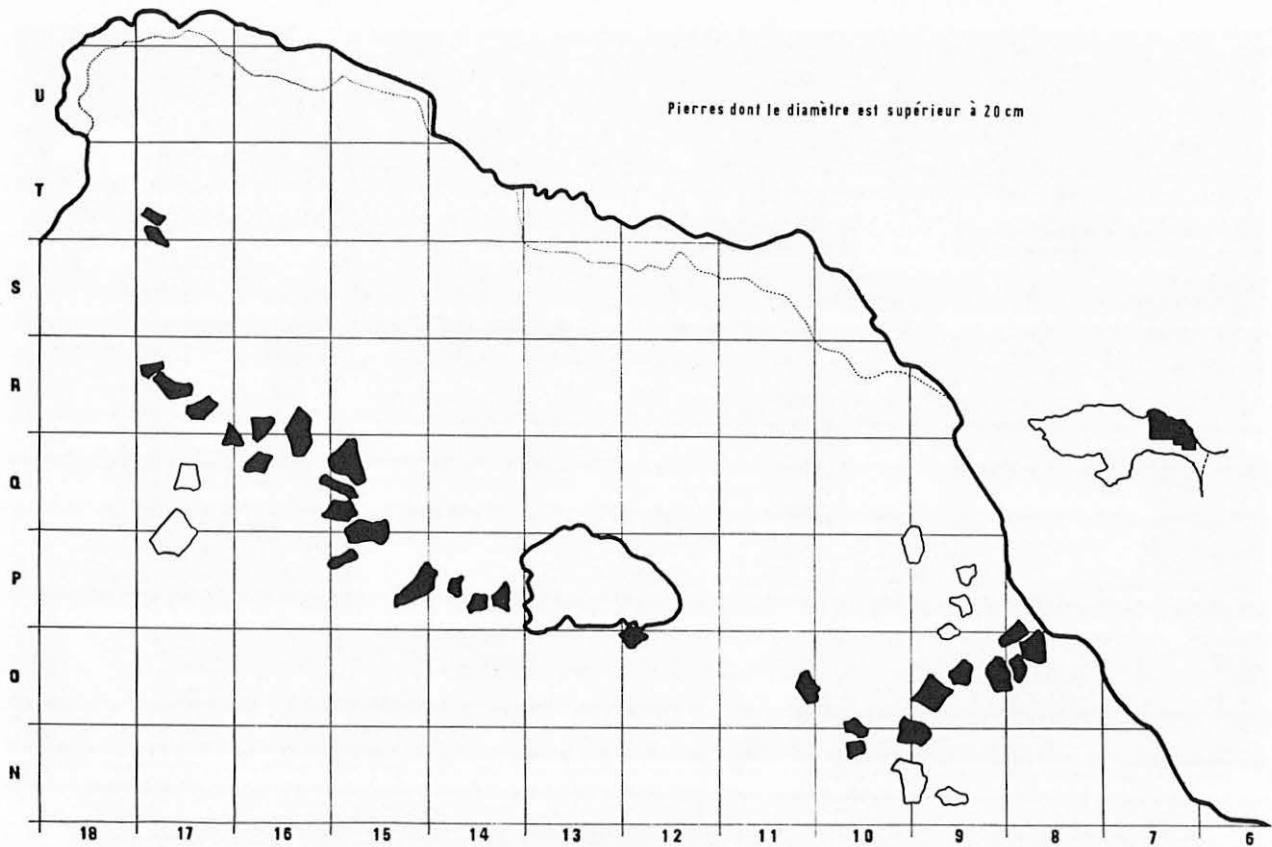 Pierres dont le diamètre est supérieur à 20 cm
U
T
S
R
Q
P
O
N
18 17 16 15 14 13 12 11 10 9 8 7 6